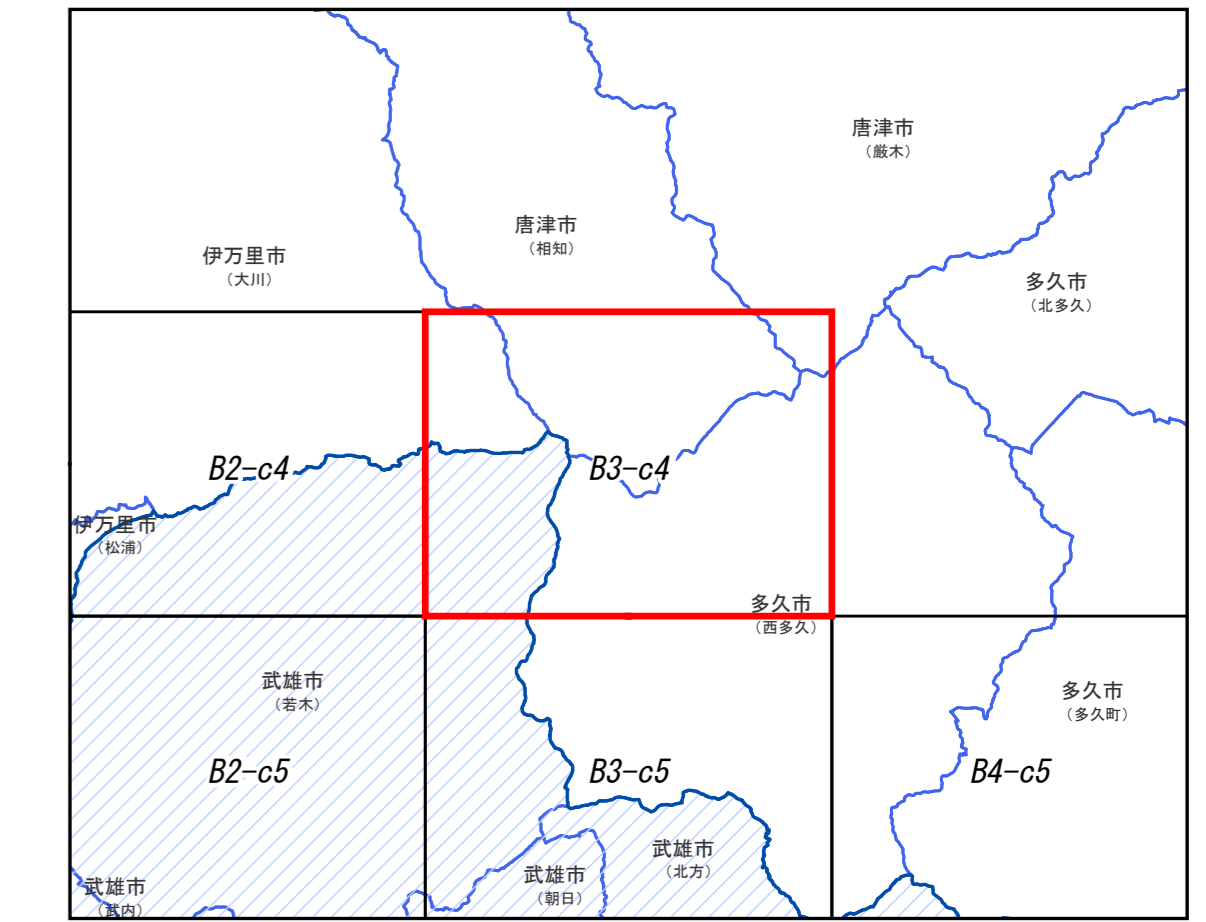 唐津市
（厳木）
唐津市
（相知）
伊万里市
（大川）
多久市
（北多久）
B2-c4
B3-c4
伊万里市
（松浦）
多久市
（西多久）
武雄市
（若木）
多久市
（多久町）
B2-c5
B3-c5
B4-c5
武雄市
（北方）
武雄市
（朝日）
武雄市
（武内）